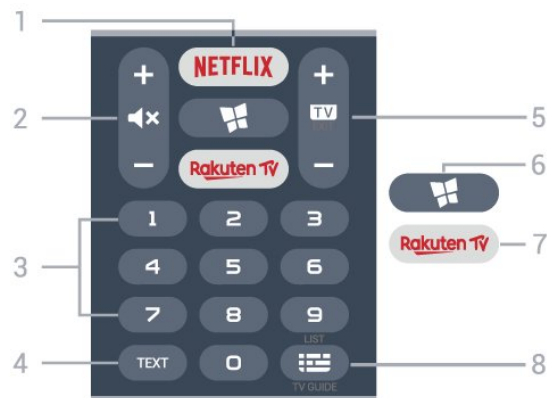 1
NETFLIX
2
TV
EXIT
5
6
Rakuten TV
1 2 3
3
4 5 6
Rakuten TV
7
7 8 9
LIST
4
TEXT 0
8
TV GUIDE